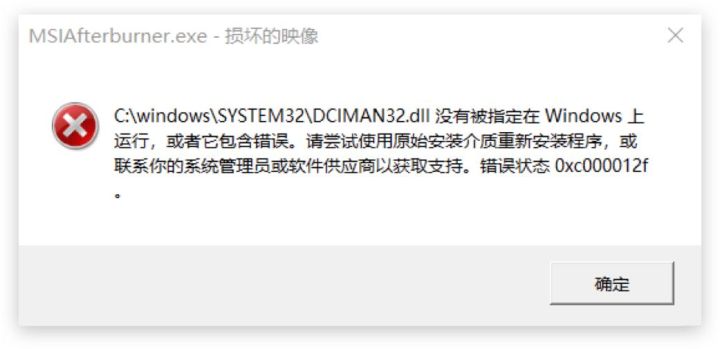 MSIAfterburner.exe - 损坏的映像
C:\windows\SYSTEM32\DCIMAN32.dll 没有被指定在 Windows 上
运行，或者它包含错误。请尝试使用原始安装介质重新安装程序，或
联系你的系统管理员或软件供应商以获取支持。错误状态 0xc000012f
。
确定